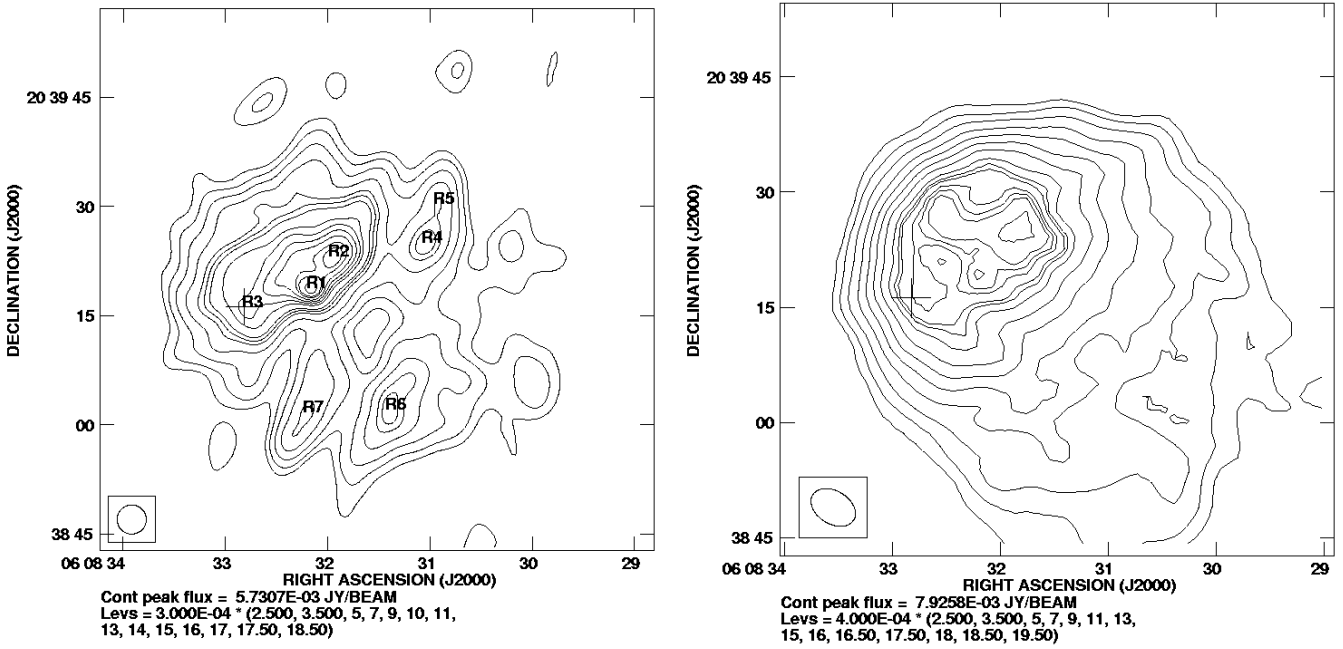 20 39 45
30
15
00
38 45
DECLINATION (J2000)
R5
R4
R2
R1
R3
R7
R6
06 08 34 33 32 31 30 29
RIGHT ASCENSION (J2000)
Cont peak flux = 5.7307E-03 JY/BEAM
Levs = 3.000E-04 * (2.500, 3.500, 5, 7, 9, 10, 11,
13, 14, 15, 16, 17, 17.50, 18.50)
20 39 45
30
15
00
38 45
DECLINATION (J2000)
06 08 34 33 32 31 30 29
RIGHT ASCENSION (J2000)
Cont peak flux = 7.9258E-03 JY/BEAM
Levs = 4.000E-04 * (2.500, 3.500, 5, 7, 9, 11, 13,
15, 16, 16.50, 17.50, 18, 18.50, 19.50)